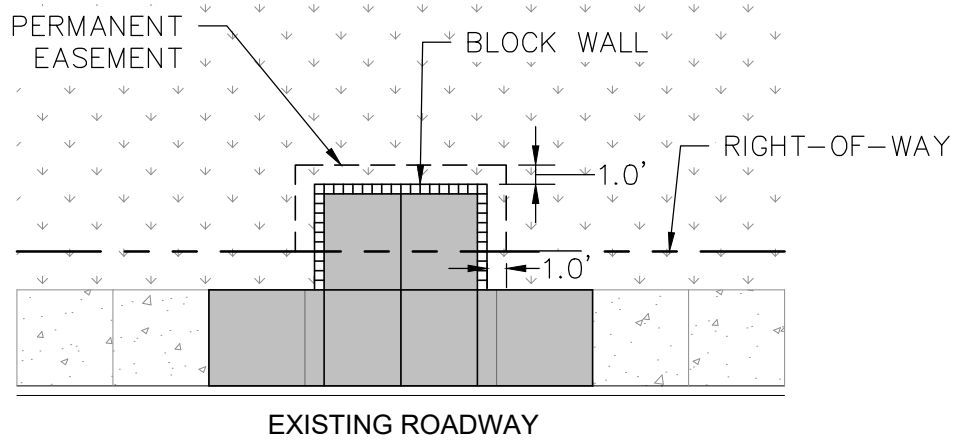 PERMANENT
EASEMENT
BLOCK WALL
RIGHT-OF-WAY
1.0'
1.0'
EXISTING ROADWAY